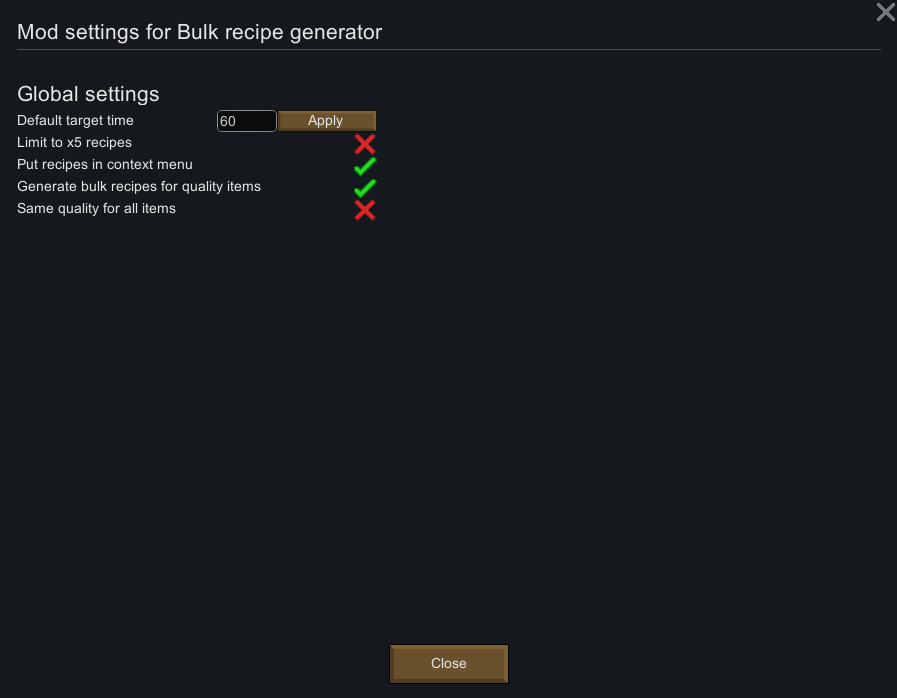 Mod settings for Bulk recipe generator
Global settings
Default target time 60 Apply
Limit to x5 recipes
Put recipes in context menu
Generate bulk recipes for quality items
Same quality for all items
Close